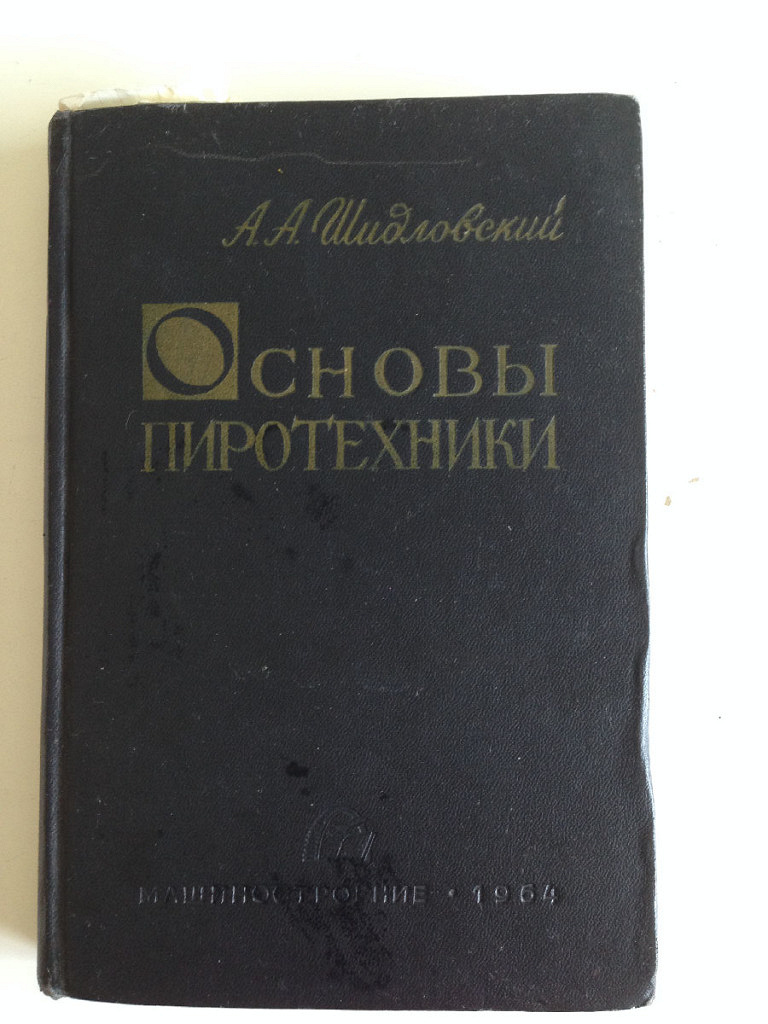 А.А. Шидловский
ОСНОВЫ
ПИРОТЕХНИКИ
МАШИНОСТРОЕНИЕ • 1964